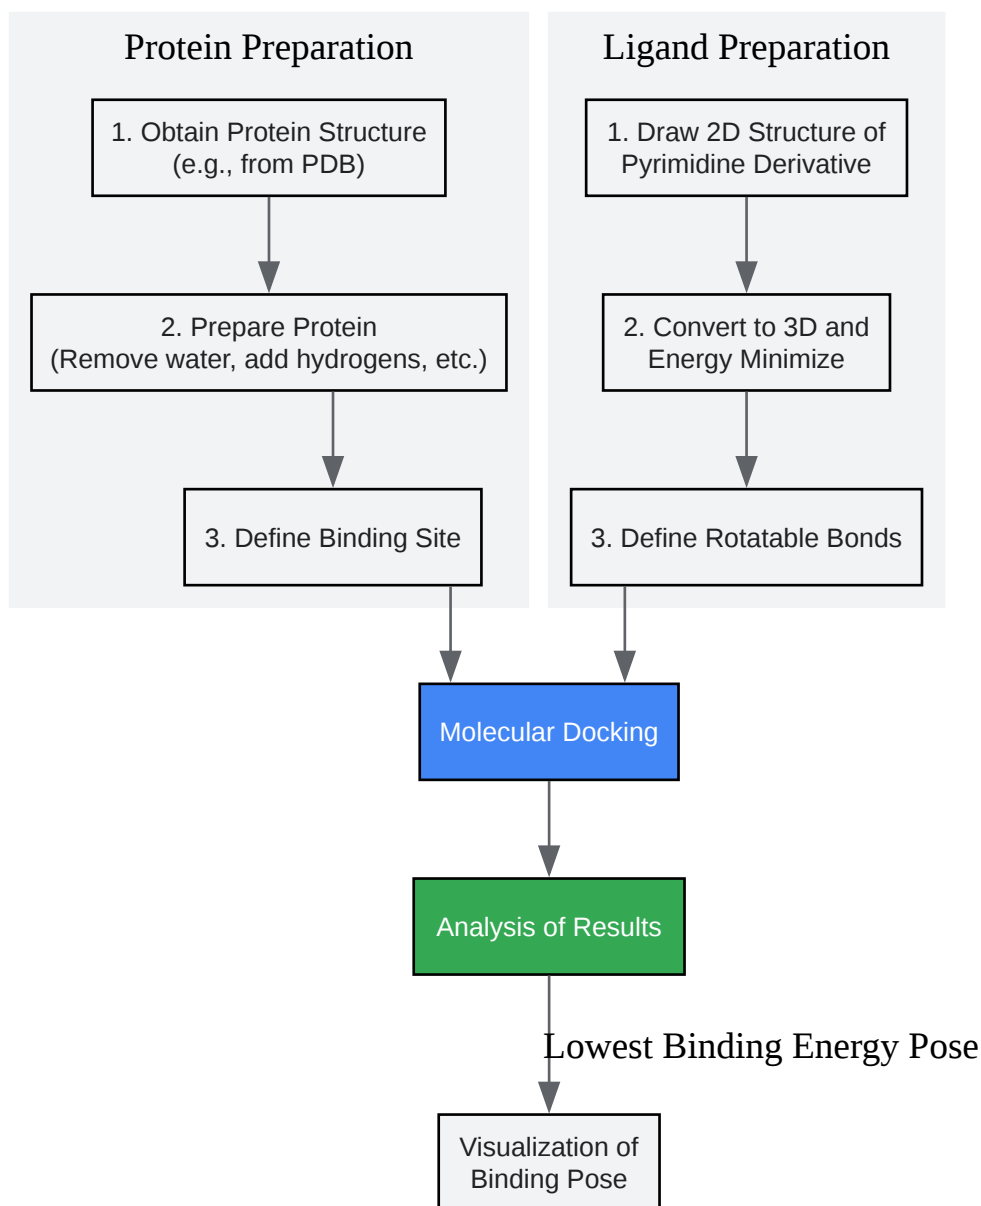 Protein Preparation
1. Obtain Protein Structure
(e.g., from PDB)
2. Prepare Protein
(Remove water, add hydrogens, etc.)
3. Define Binding Site
Ligand Preparation
1. Draw 2D Structure of
Pyrimidine Derivative
2. Convert to 3D and
Energy Minimize
3. Define Rotatable Bonds
Molecular Docking
Analysis of Results
Lowest Binding Energy Pose
Visualization of
Binding Pose